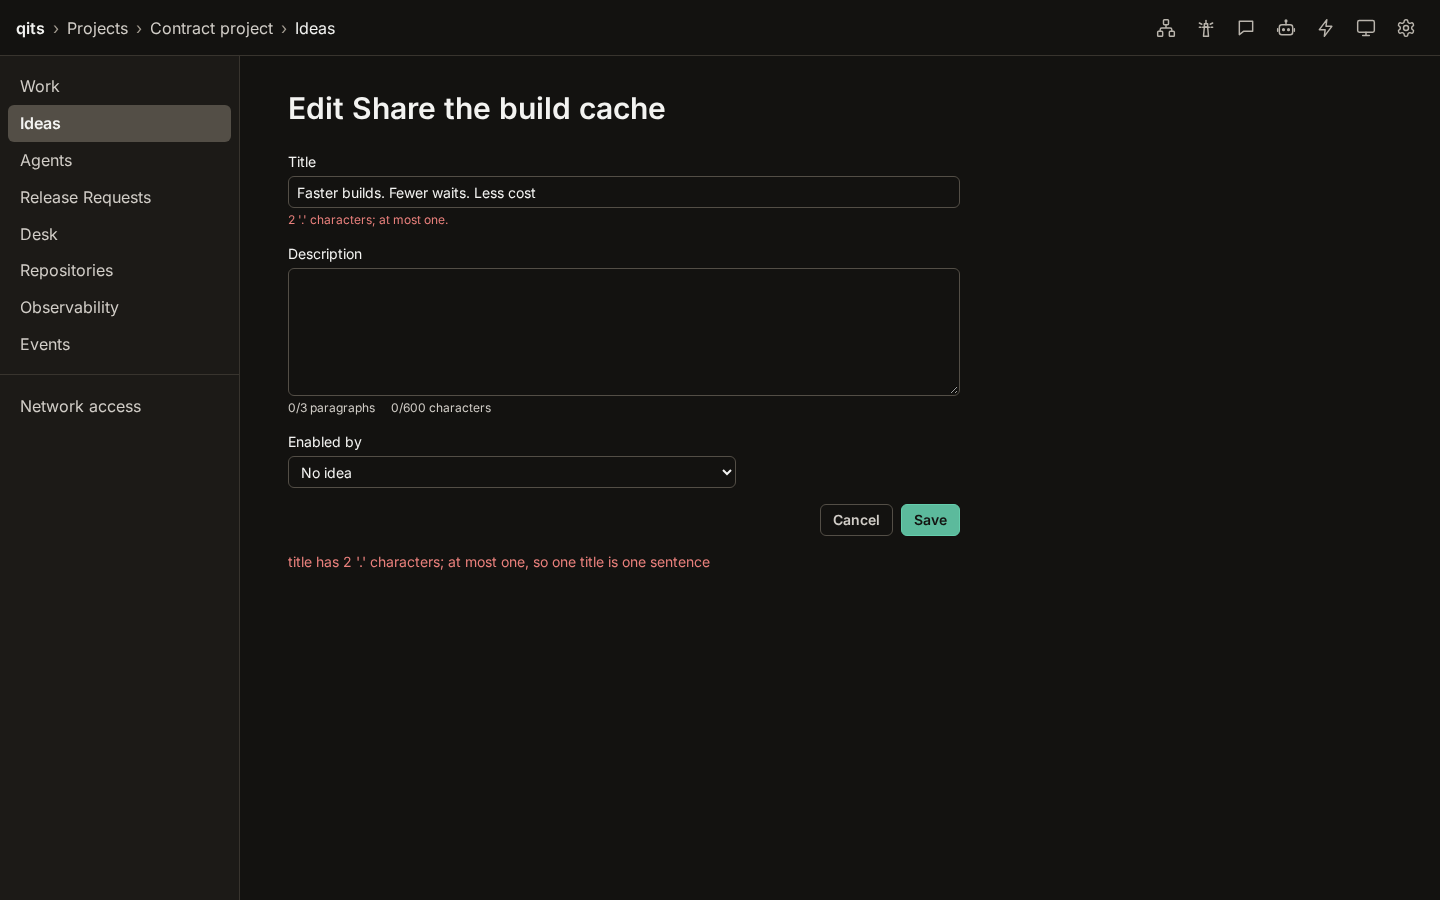 qits › Projects › Contract project › Ideas
Work
Ideas
Agents
Release Requests
Desk
Repositories
Observability
Events
Network access
Edit Share the build cache
Title
Faster builds. Fewer waits. Less cost
2 '.' characters; at most one.
Description
0/3 paragraphs 0/600 characters
Enabled by
No idea
Cancel Save
title has 2 '.' characters; at most one, so one title is one sentence